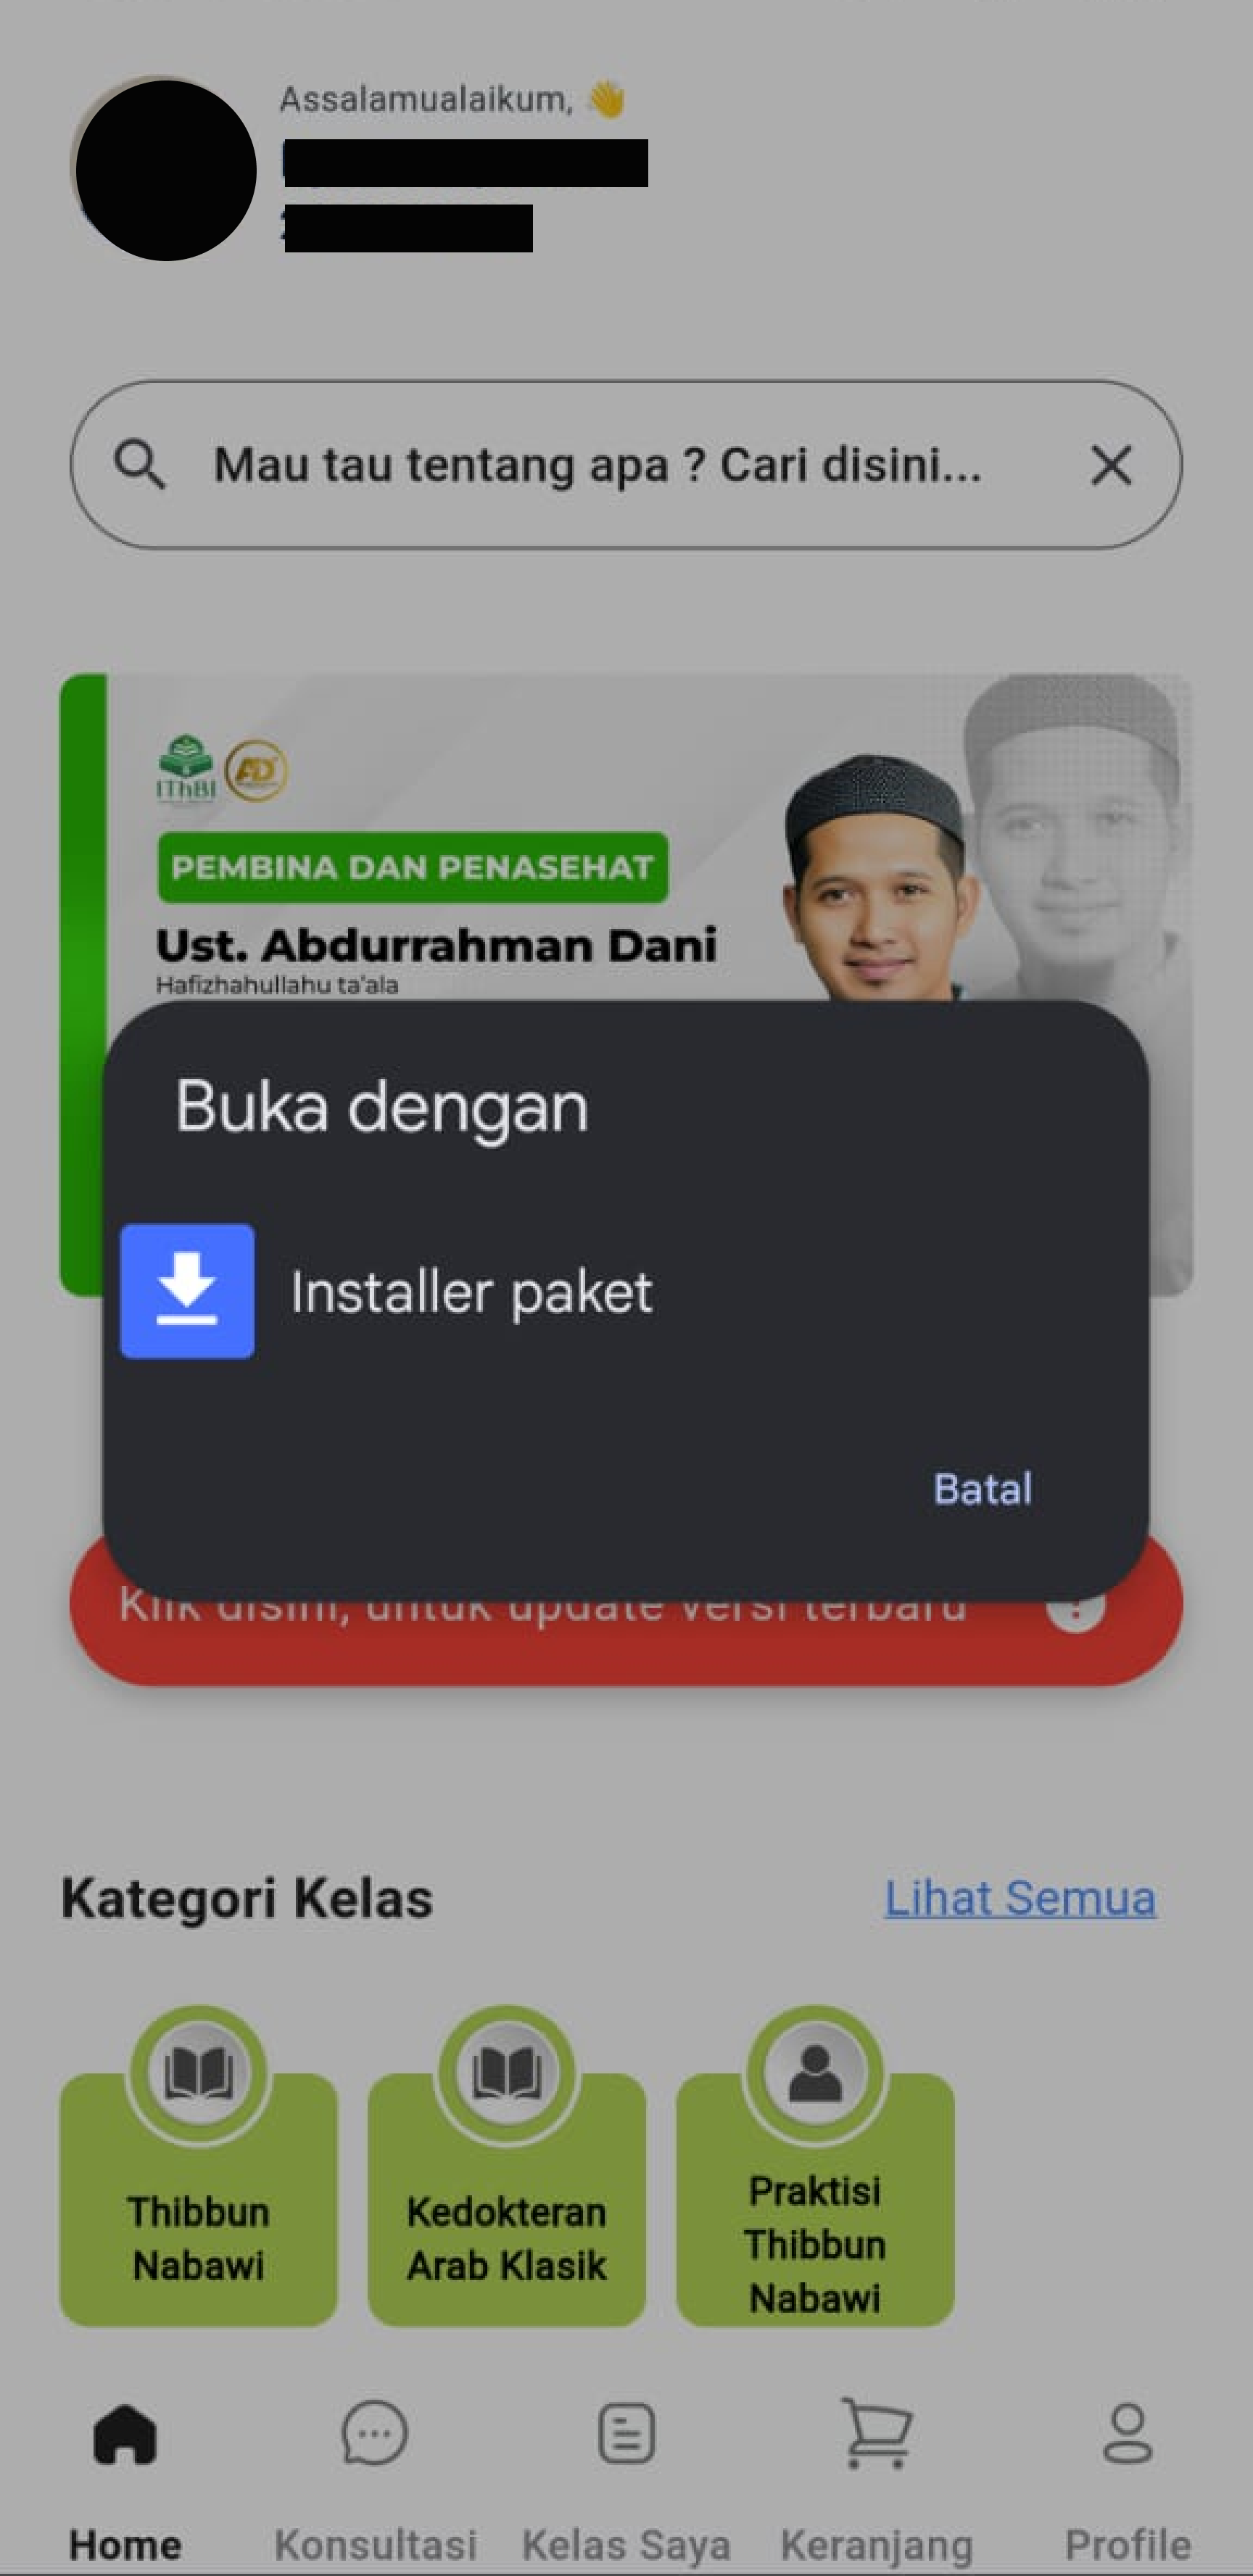 Assalamualaikum, 👋
Mau tau tentang apa ? Cari disini...
IThBI
AD
PEMBINA DAN PENASEHAT
Ust. Abdurrahman Dani
Hafizhahullahu ta'ala
Buka dengan
Installer paket
Batal
Klik disini, untuk update versi terbaru
Kategori Kelas
Lihat Semua
Thibbun
Nabawi
Kedokteran
Arab Klasik
Praktisi
Thibbun
Nabawi
Home
Konsultasi
Kelas Saya
Keranjang
Profile